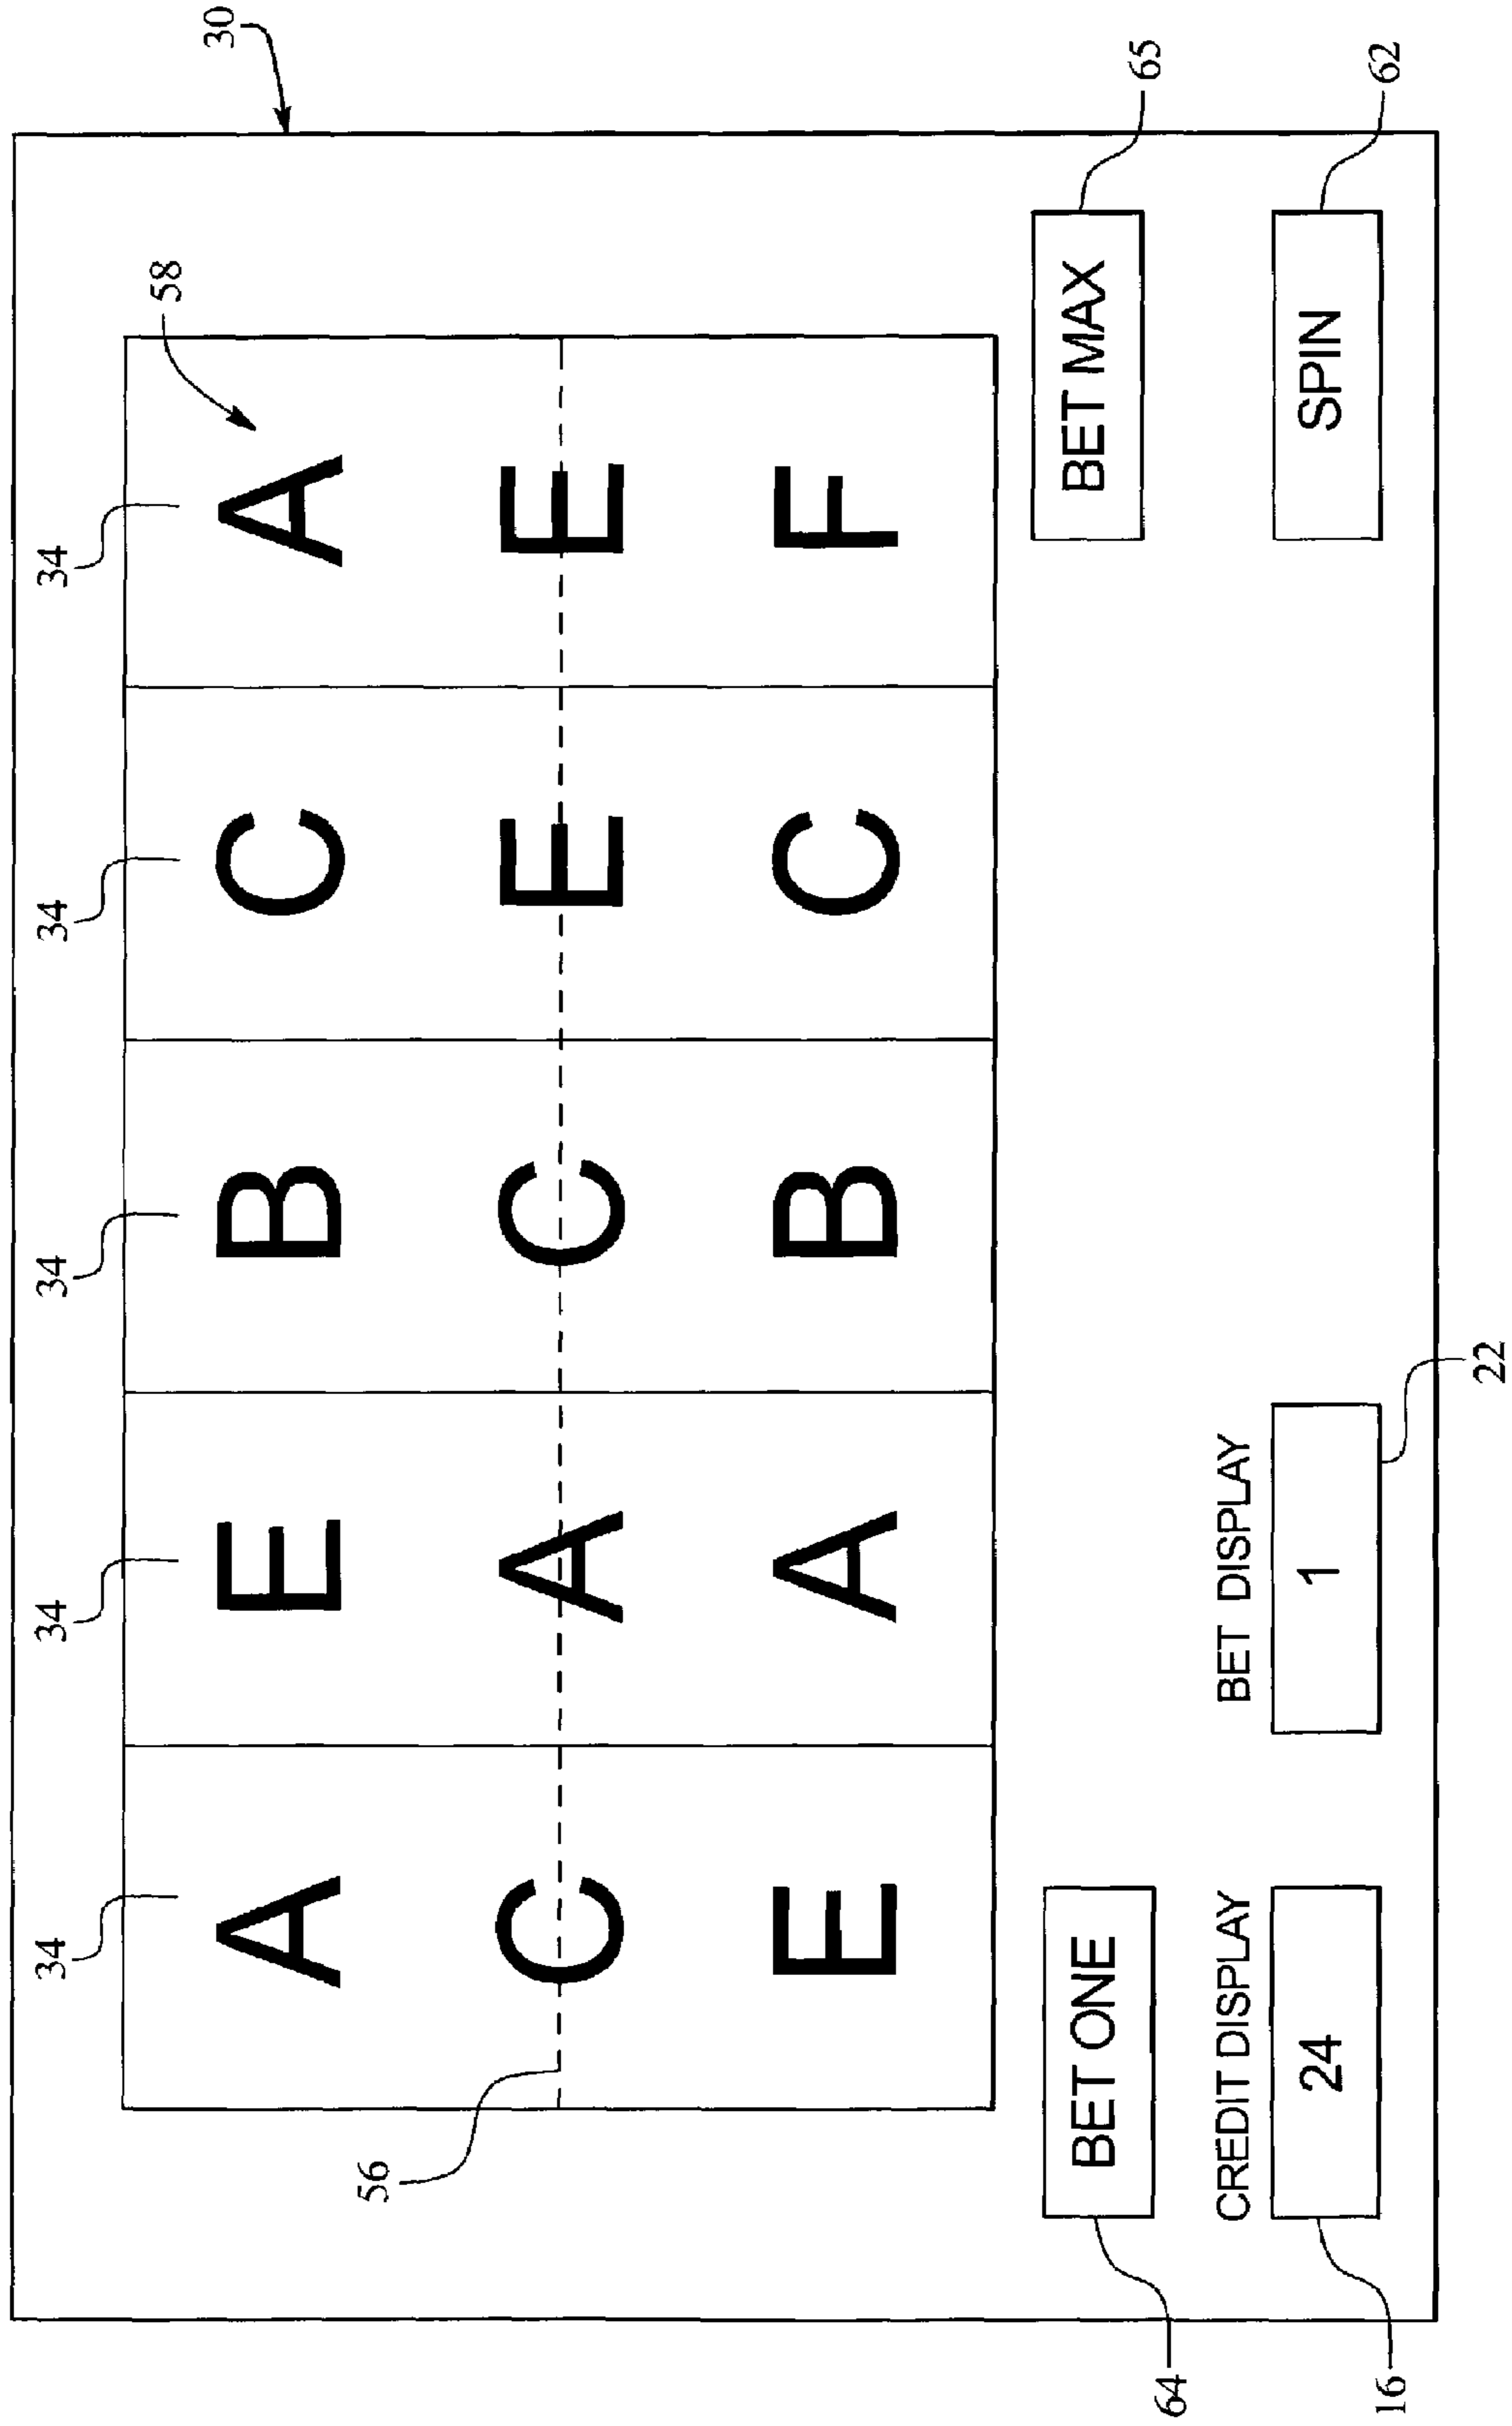 30
34 34 34 34 34
58
A E B C A
56
C A C E E
E A B C F
64 BET ONE BET MAX 65
CREDIT DISPLAY BET DISPLAY
16 24 1 SPIN 62
22